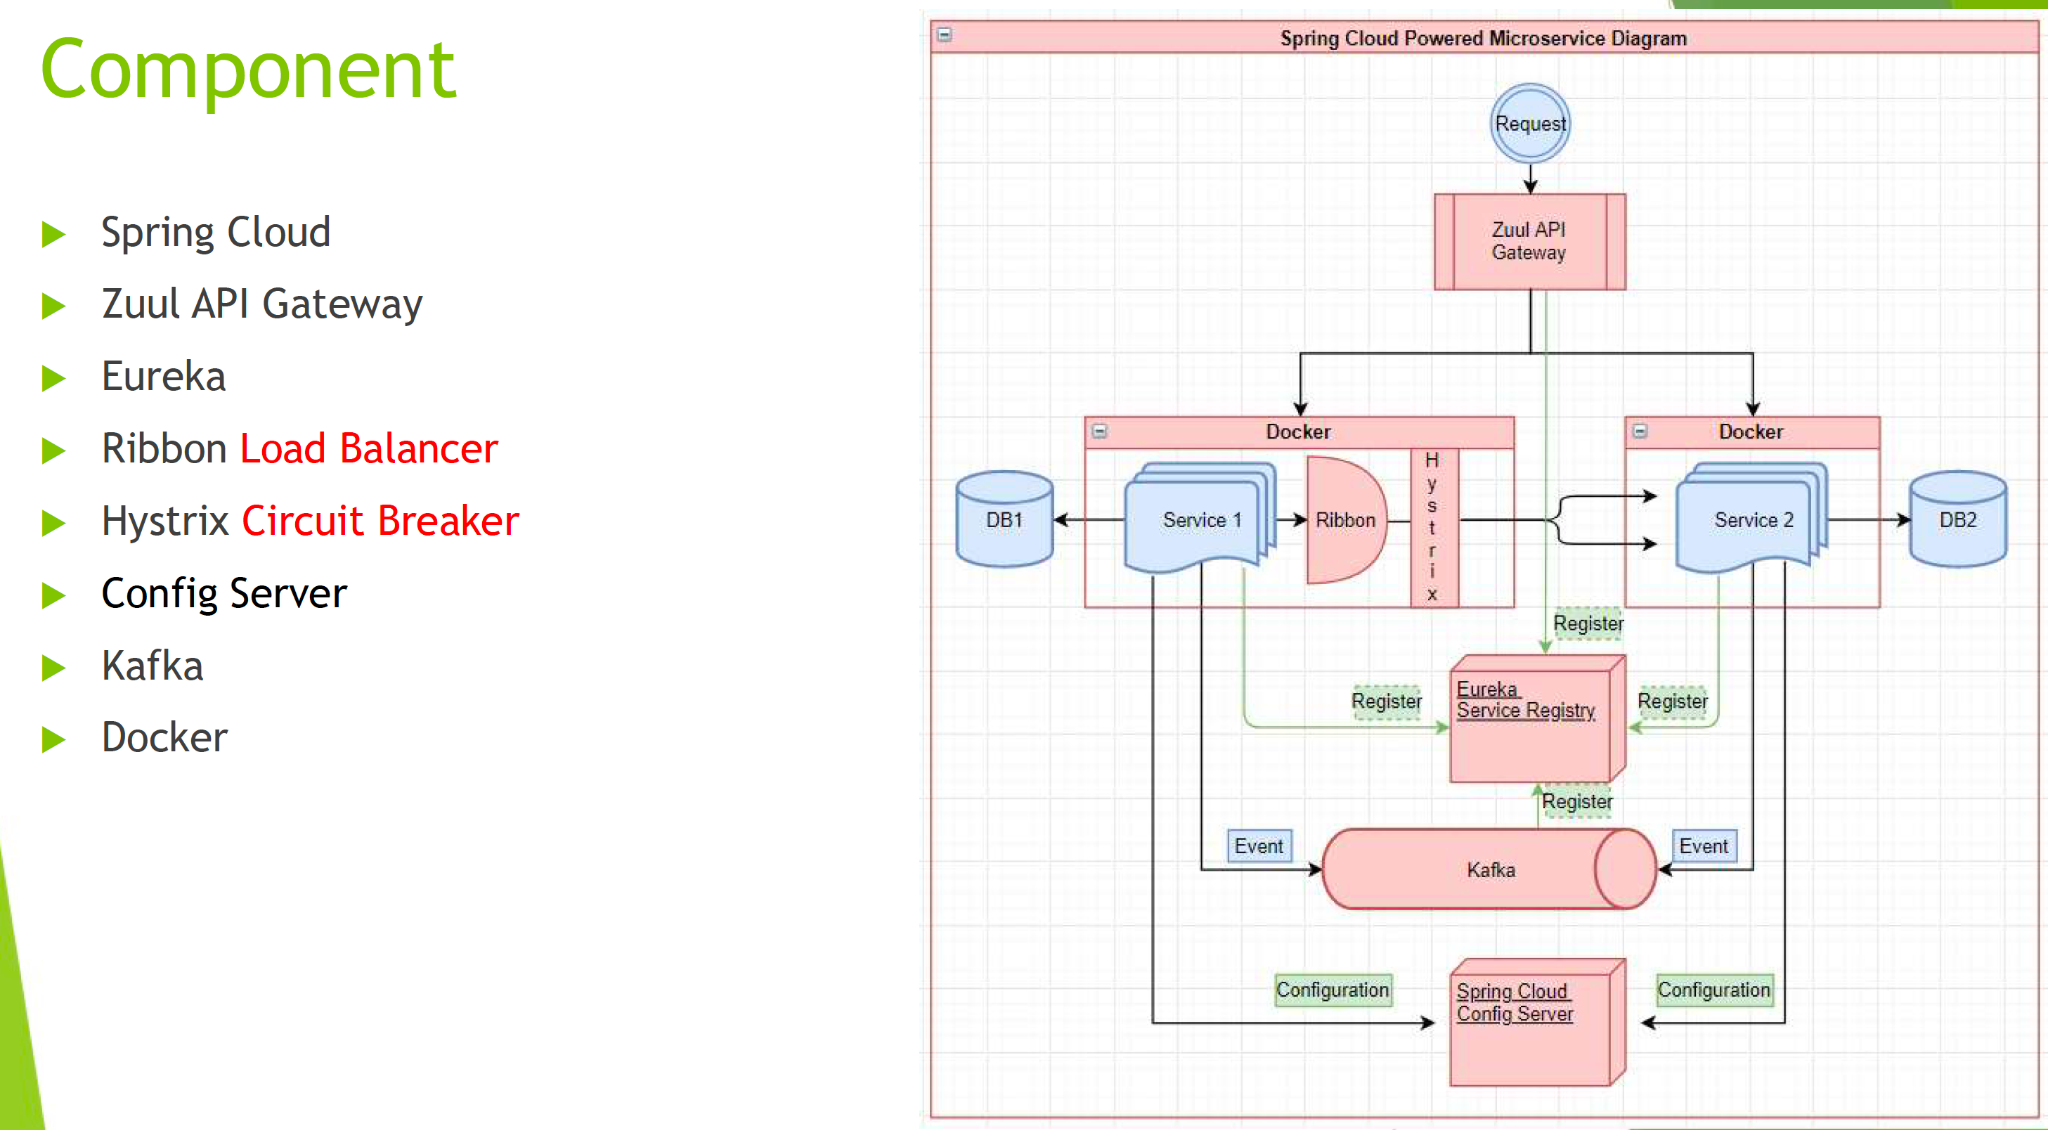 Component
Spring Cloud
Zuul API Gateway
Eureka
Ribbon Load Balancer
Hystrix Circuit Breaker
Config Server
Kafka
Docker
Spring Cloud Powered Microservice Diagram
Request
Zuul API
Gateway
Docker
Docker
DB1
Service 1
Ribbon
H
y
s
t
r
i
x
Service 2
DB2
Register
Register
Eureka
Service Registry
Register
Register
Event
Kafka
Event
Configuration
Spring Cloud
Config Server
Configuration